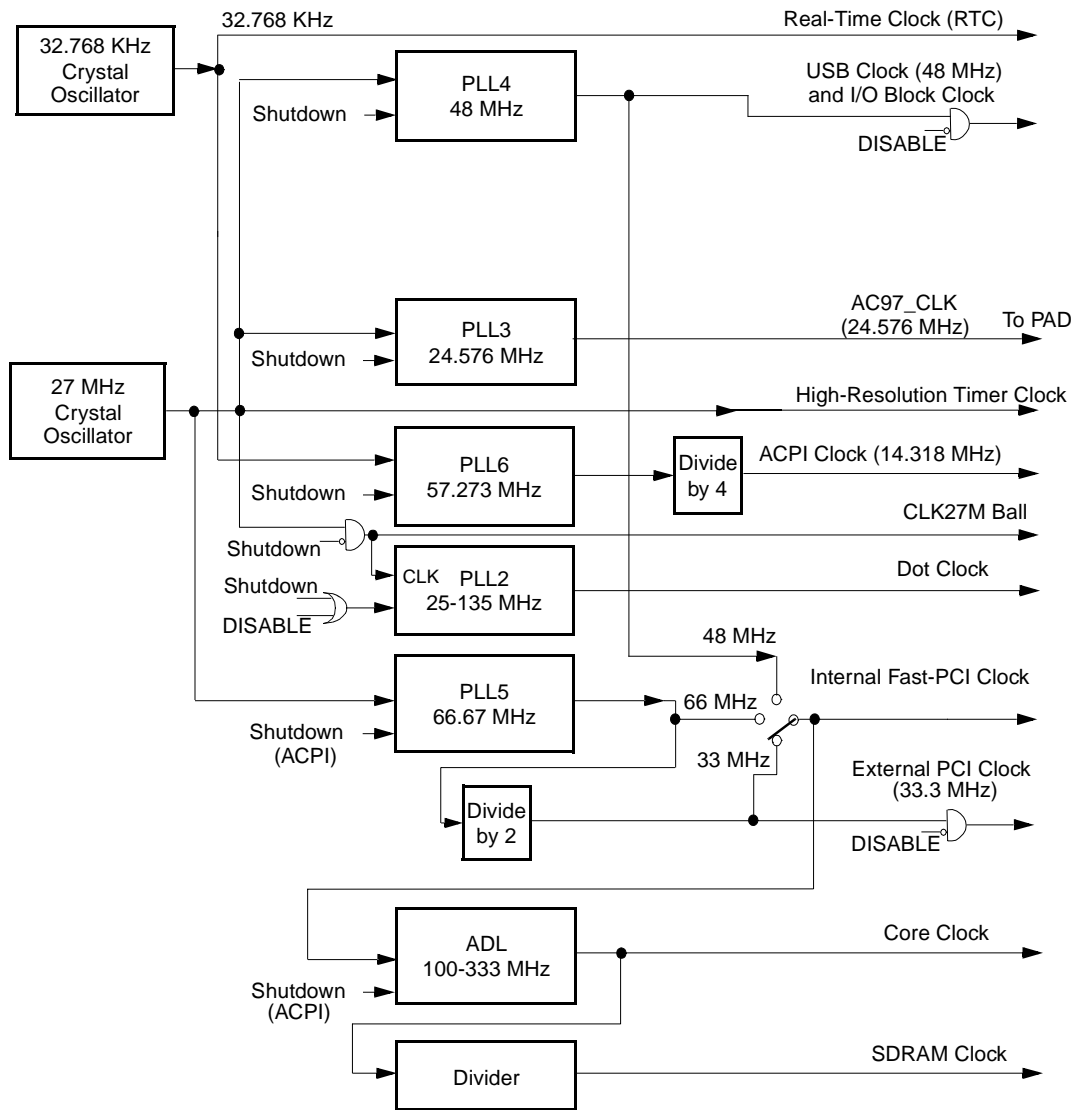 32.768 KHz
Real-Time Clock (RTC)
32.768 KHz
Crystal
Oscillator
PLL4
48 MHz
Shutdown
USB Clock (48 MHz)
and I/O Block Clock
DISABLE
PLL3
24.576 MHz
Shutdown
AC97_CLK
(24.576 MHz)
To PAD
27 MHz
Crystal
Oscillator
High-Resolution Timer Clock
PLL6
57.273 MHz
Shutdown
Divide
by 4
ACPI Clock (14.318 MHz)
CLK27M Ball
Shutdown
CLK
PLL2
25-135 MHz
Shutdown
DISABLE
Dot Clock
48 MHz
PLL5
66.67 MHz
Shutdown
(ACPI)
66 MHz
33 MHz
Internal Fast-PCI Clock
Divide
by 2
External PCI Clock
(33.3 MHz)
DISABLE
ADL
100-333 MHz
Shutdown
(ACPI)
Core Clock
Divider
SDRAM Clock